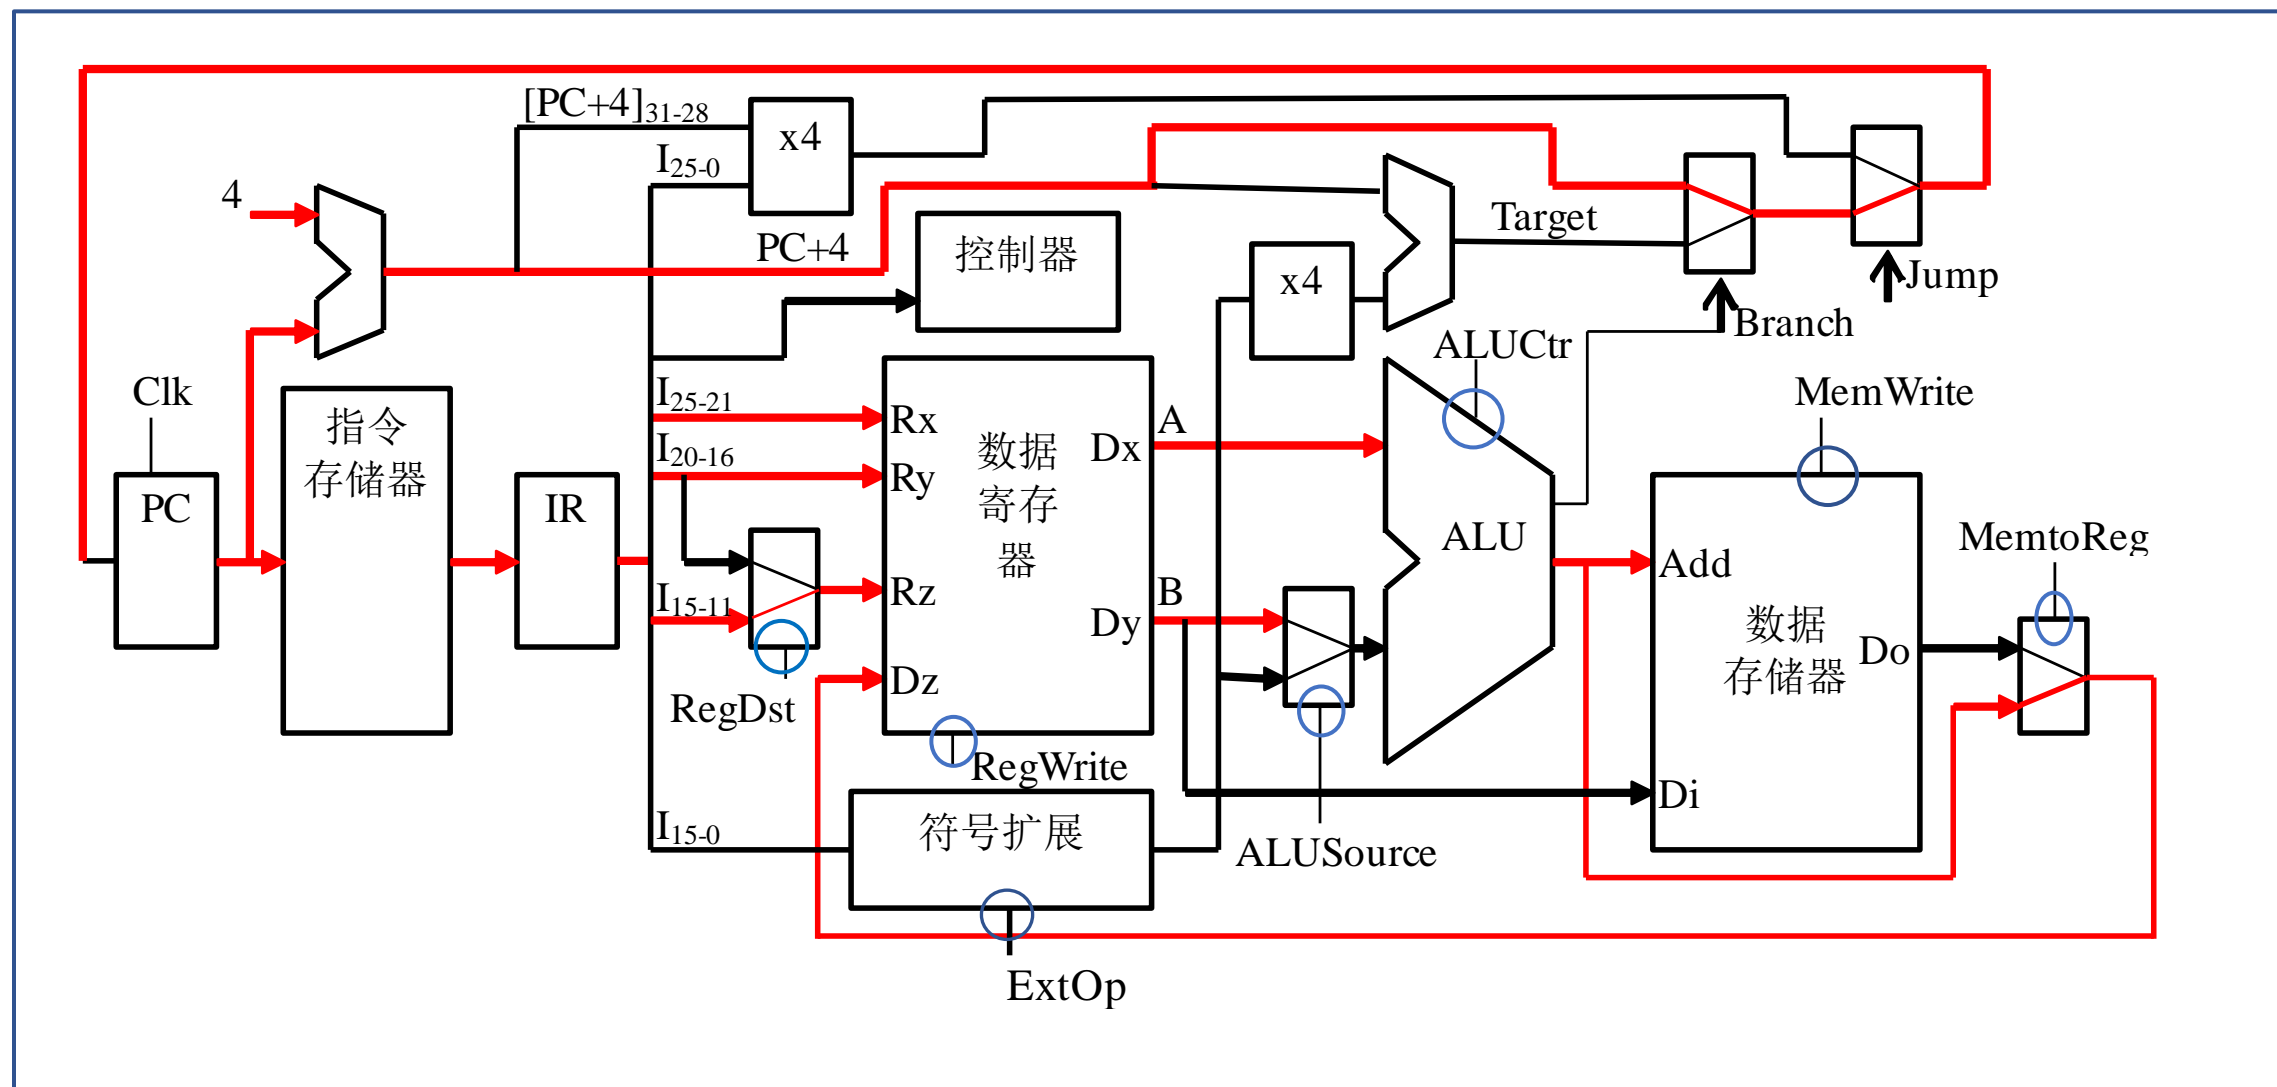 [PC+4]31-28
x4
I25-0
4
PC+4
控制器
Target
x4
Jump
Branch
ALUCtr
Clk
指令
存储器
I25-21
Rx
数据
寄存
器
Dx
A
MemWrite
I20-16
Ry
PC
IR
ALU
MemtoReg
Add
I15-11
Rz
B
Dy
数据
存储器
Do
Dz
RegDst
RegWrite
Di
I15-0
符号扩展
ALUSource
ExtOp